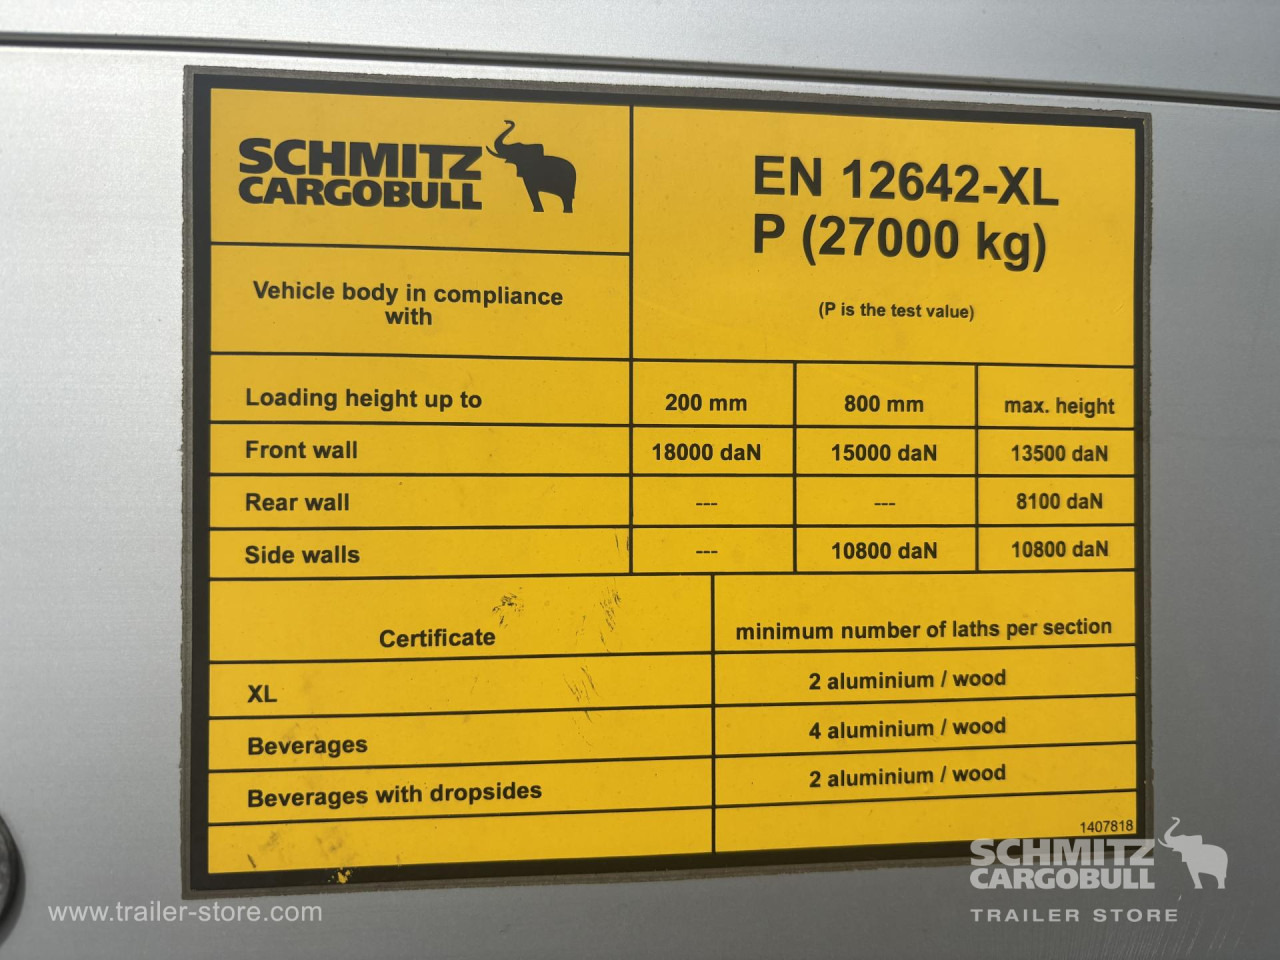 SCHMITZ
CARGOBULL
EN 12642-XL
P (27000 kg)
(P is the test value)
Vehicle body in compliance
with
Loading height up to 200 mm 800 mm max. height
Front wall 18000 daN 15000 daN 13500 daN
Rear wall --- --- 8100 daN
Side walls --- 10800 daN 10800 daN
Certificate minimum number of laths per section
XL 2 aluminium / wood
Beverages 4 aluminium / wood
Beverages with dropsides 2 aluminium / wood
1407818
SCHMITZ
CARGOBULL
TRAILER STORE
www.trailer-store.com